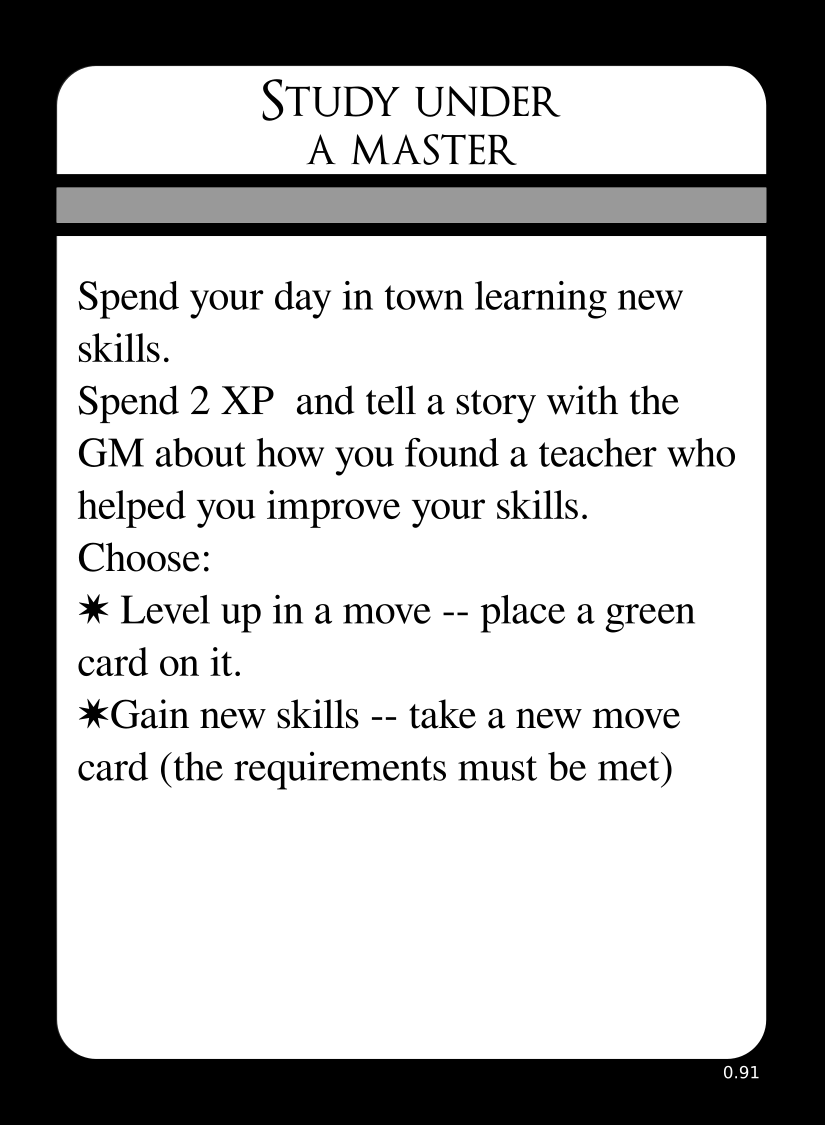 Study under
a master
Spend your day in town learning new
skills.
Spend 2 XP  and tell a story with the
GM about how you found a teacher who
helped you improve your skills.
Choose:
✷ Level up in a move -- place a green
card on it.
✷Gain new skills -- take a new move
card (the requirements must be met)
0.91